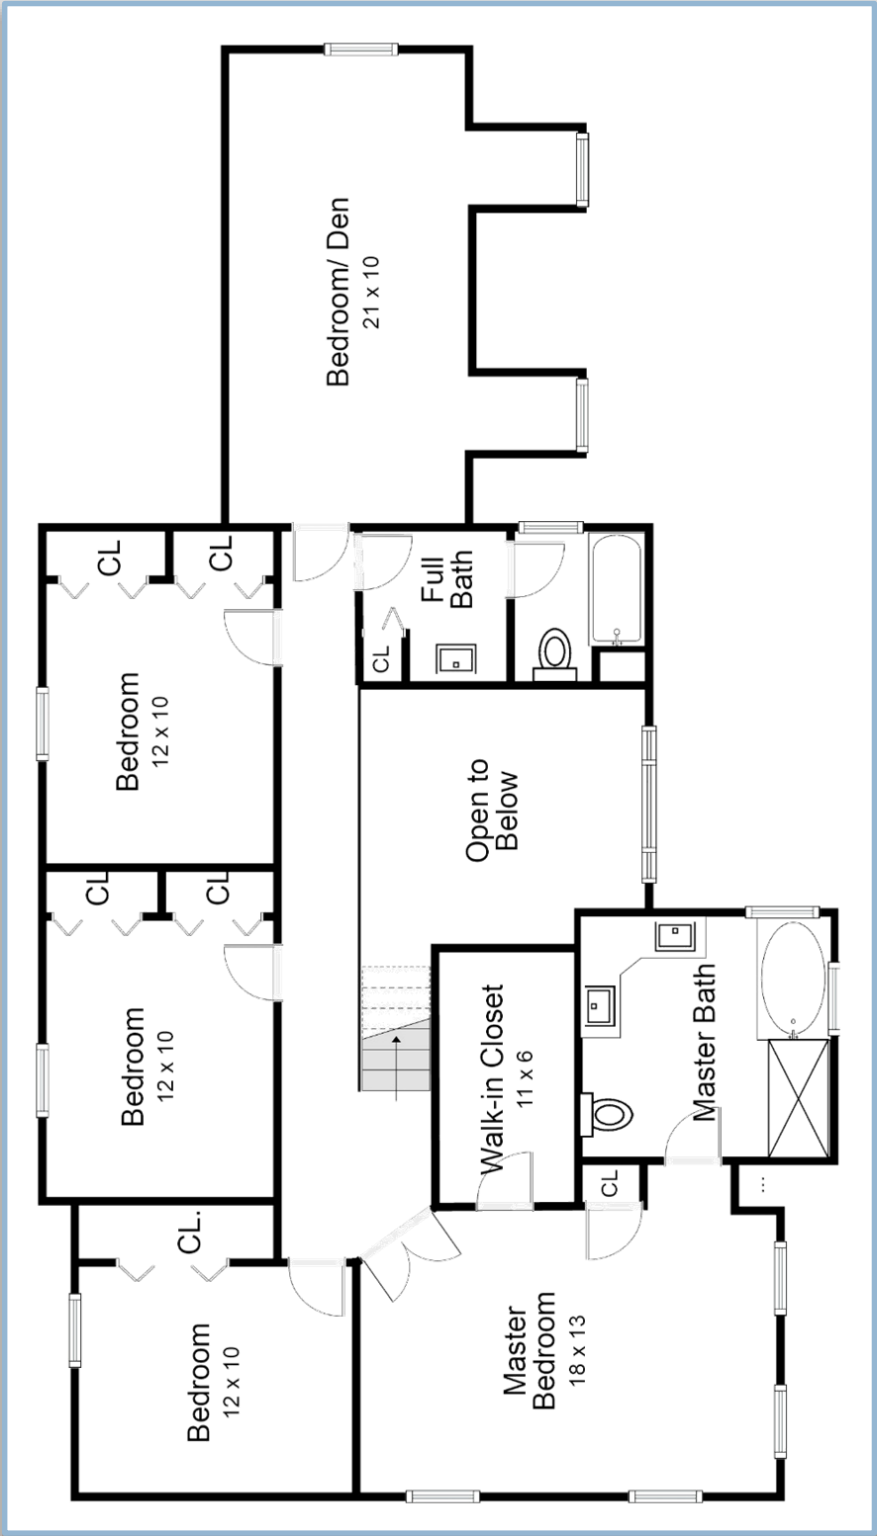 Bedroom/ Den
21 x 10
CL
CL
Full
Bath
CL
Bedroom
12 x 10
Open to
Below
CL
CL
Bedroom
12 x 10
Walk-in Closet
11 x 6
Master Bath
CL
...
CL.
Bedroom
12 x 10
Master
Bedroom
18 x 13